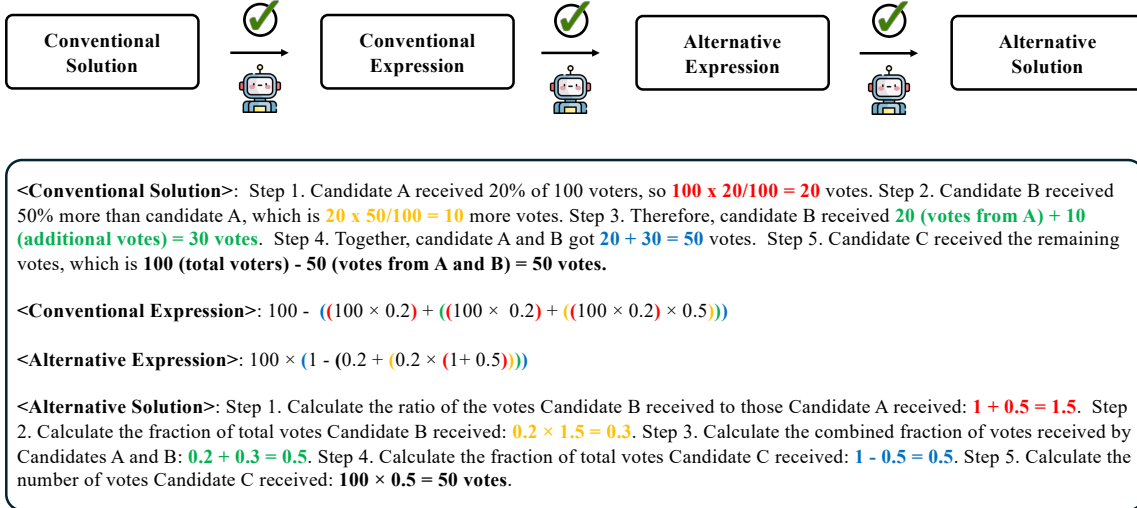 Conventional
Solution
Conventional
Expression
Alternative
Expression
Alternative
Solution
<Conventional Solution>: Step 1. Candidate A received 20% of 100 voters, so 100 x 20/100 = 20 votes. Step 2. Candidate B received
50% more than candidate A, which is 20 x 50/100 = 10 more votes. Step 3. Therefore, candidate B received 20 (votes from A) + 10
(additional votes) = 30 votes. Step 4. Together, candidate A and B got 20 + 30 = 50 votes. Step 5. Candidate C received the remaining
votes, which is 100 (total voters) - 50 (votes from A and B) = 50 votes.
<Conventional Expression>: 100 - ((100 × 0.2) + ((100 × 0.2) + ((100 × 0.2) × 0.5)))
<Alternative Expression>: 100 × (1 - (0.2 + (0.2 × (1+ 0.5))))
<Alternative Solution>: Step 1. Calculate the ratio of the votes Candidate B received to those Candidate A received: 1 + 0.5 = 1.5. Step
2. Calculate the fraction of total votes Candidate B received: 0.2 × 1.5 = 0.3. Step 3. Calculate the combined fraction of votes received by
Candidates A and B: 0.2 + 0.3 = 0.5. Step 4. Calculate the fraction of total votes Candidate C received: 1 - 0.5 = 0.5. Step 5. Calculate the
number of votes Candidate C received: 100 × 0.5 = 50 votes.